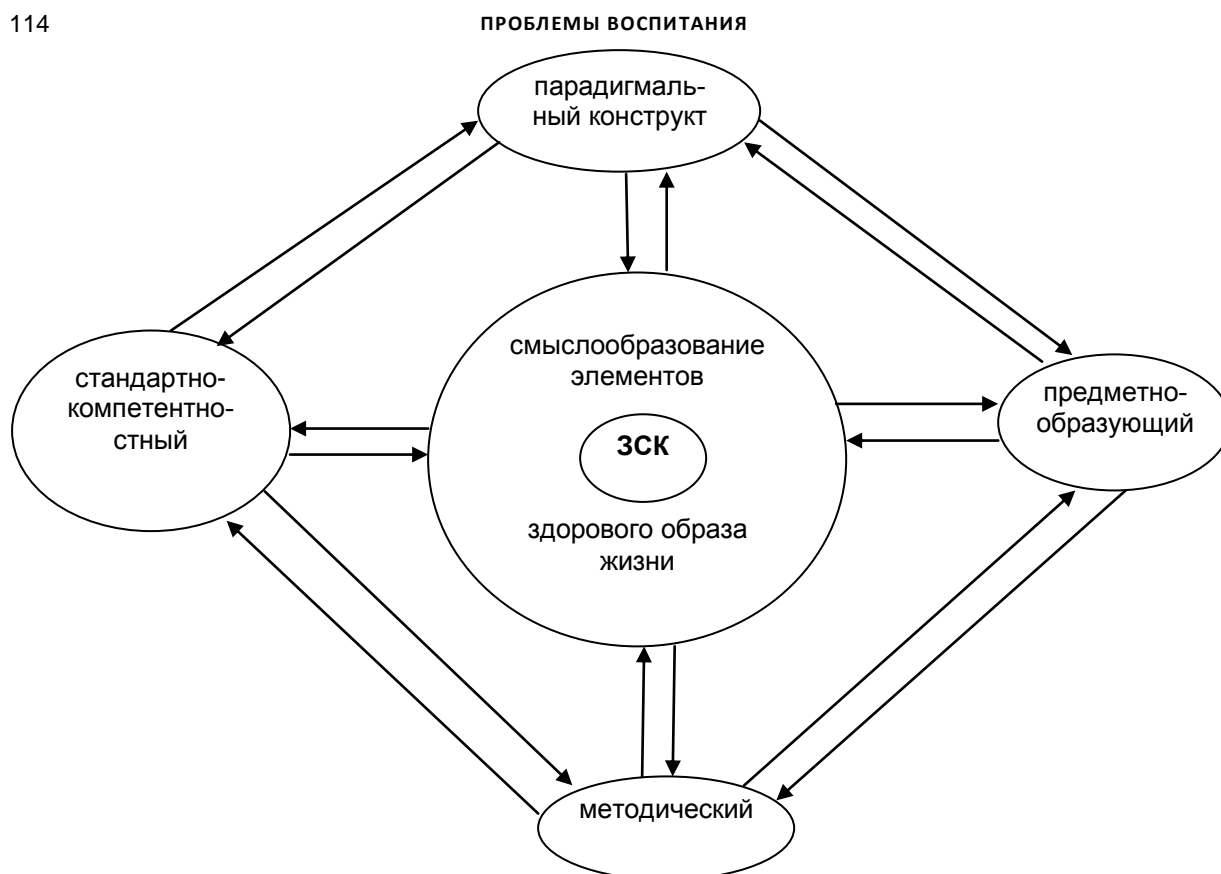 114
ПРОБЛЕМЫ ВОСПИТАНИЯ
парадигмаль-
ный конструкт
стандартно-
компетентно-
стный
смыслообразование
элементов
ЗСК
здорового образа
жизни
предметно-
образующий
методический